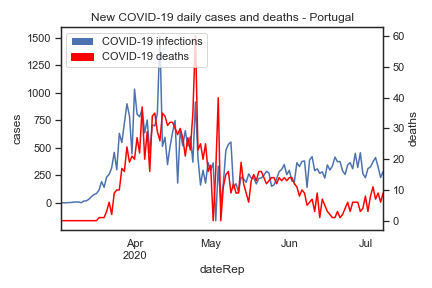 New COVID-19 daily cases and deaths - Portugal
COVID-19 infections
COVID-19 deaths
1500
1250
1000
750
500
250
0
cases
60
50
40
30
20
10
0
deaths
Apr
2020
May
Jun
Jul
dateRep